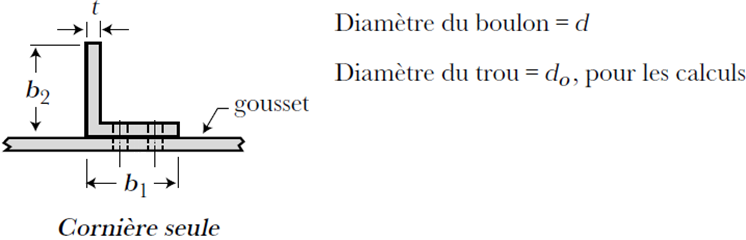 t
Diamètre du boulon = d
Diamètre du trou = dₒ, pour les calculs
b₂
gousset
b₁
Cornière seule